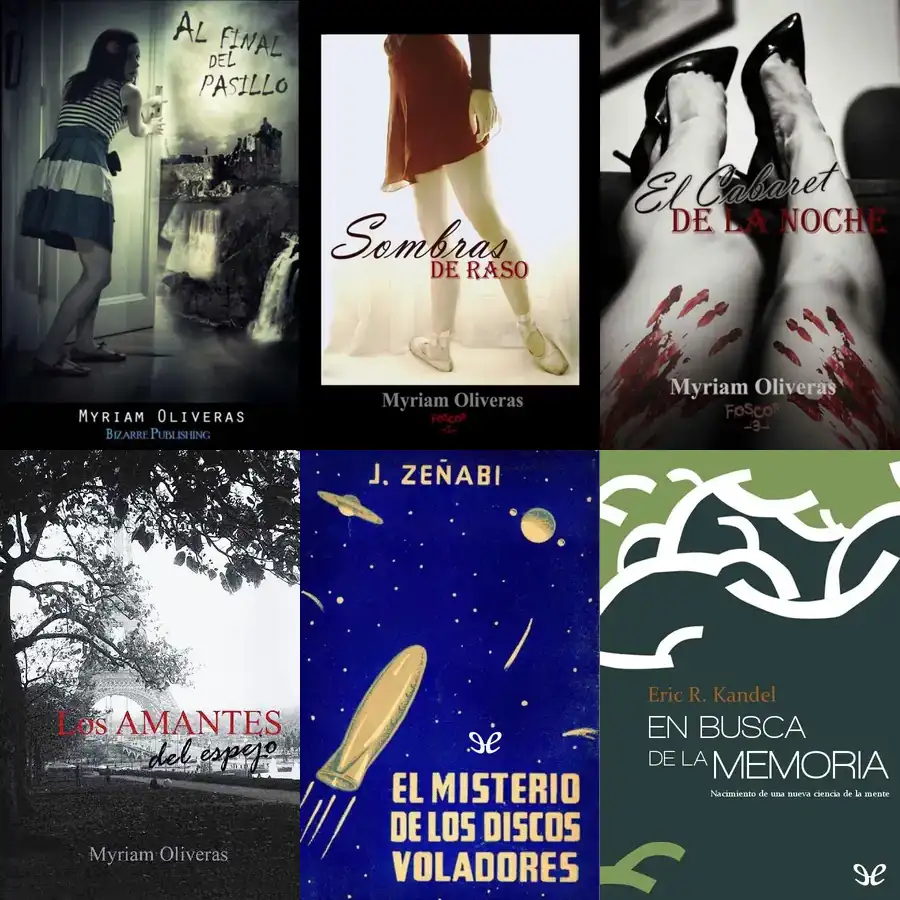 AL FINAL
DEL
PASILLO
MYRIAM OLIVERAS
BIZARRE PUBLISHING
Sombras
DE RASO
Myriam Oliveras
FOSCOR
El Cabaret
DE LA NOCHE
Myriam Oliveras
FOSCOR
-3-
Los AMANTES
del espejo
Myriam Oliveras
J. ZEÑABI
EL MISTERIO
DE LOS DISCOS
VOLADORES
Eric R. Kandel
EN BUSCA
DE LA MEMORIA
Nacimiento de una nueva ciencia de la mente